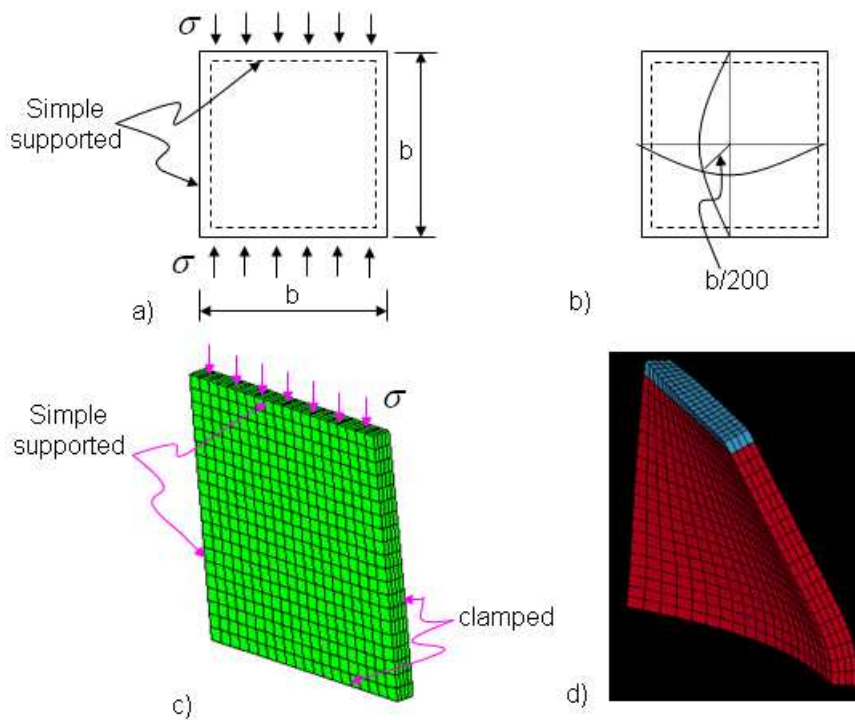 σ
Simple
supported
b
σ
b
a)
b/200
b)
σ
Simple
supported
clamped
c)
d)